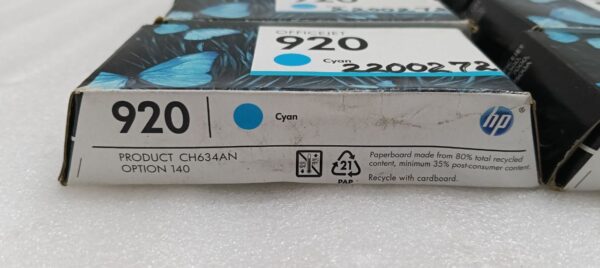 OFFICEJET
920
Cyan
2200272
920
Cyan
hp
PRODUCT CH634AN
OPTION 140
21
PAP
Paperboard made from 80% total recycled
content, minimum 35% post-consumer content.
Recycle with cardboard.